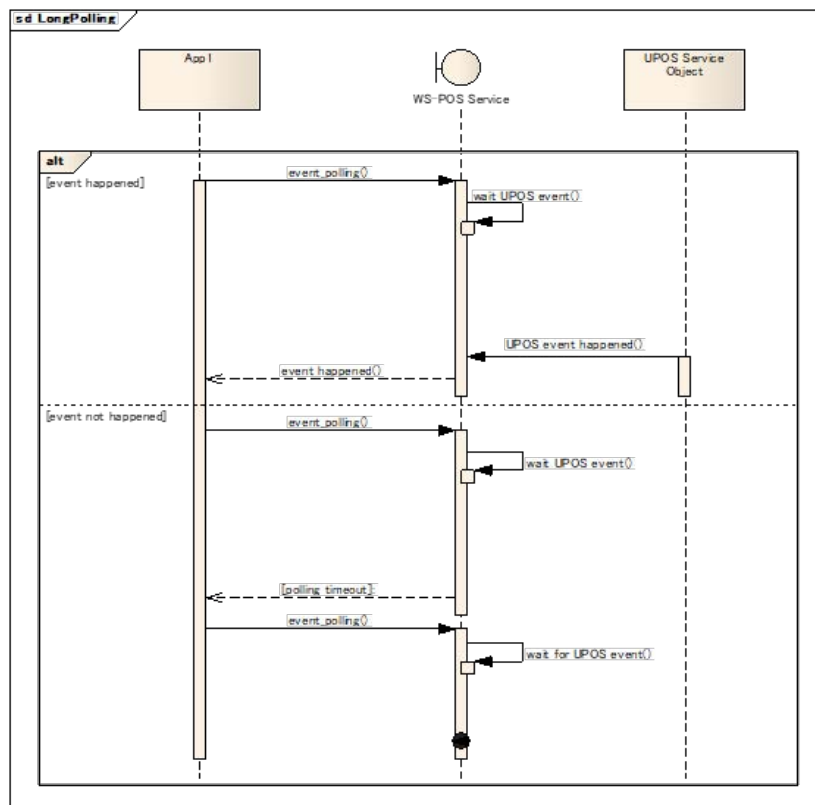 sd LongPolling
App1
WS-POS Service
UPOS Service
Object
alt
[event happened]
event_polling()
wait UPOS event()
UPOS event happened()
event happened()
[event not happened]
event_polling()
wait UPOS event()
[polling timeout]:
event_polling()
wait for UPOS event()